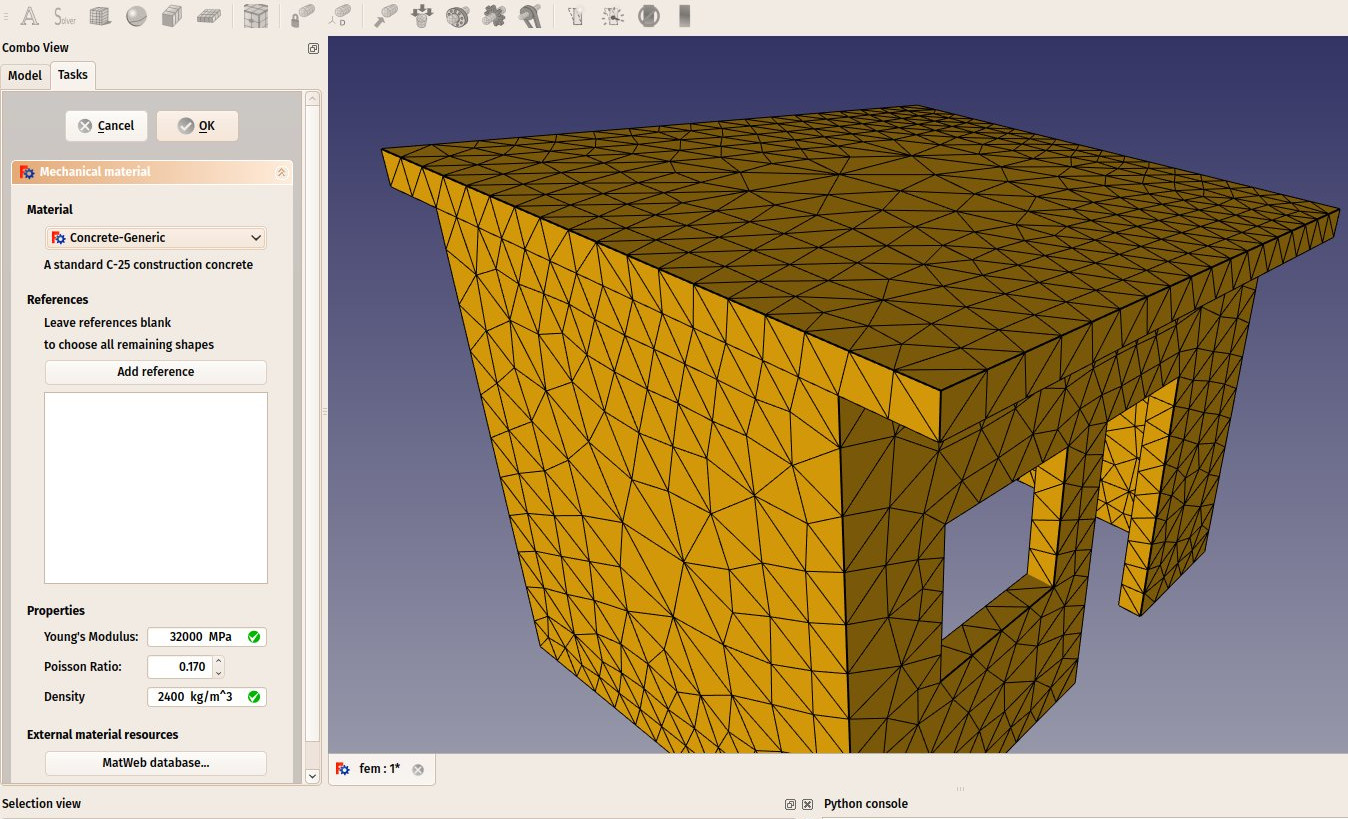 Solver
D
Combo View
Model
Tasks
Cancel
OK
Mechanical material
Material
Concrete-Generic
A standard C-25 construction concrete
References
Leave references blank
to choose all remaining shapes
Add reference
Properties
Young's Modulus: 32000 MPa
Poisson Ratio: 0.170
Density 2400 kg/m^3
External material resources
MatWeb database...
fem : 1*
Selection view
Python console